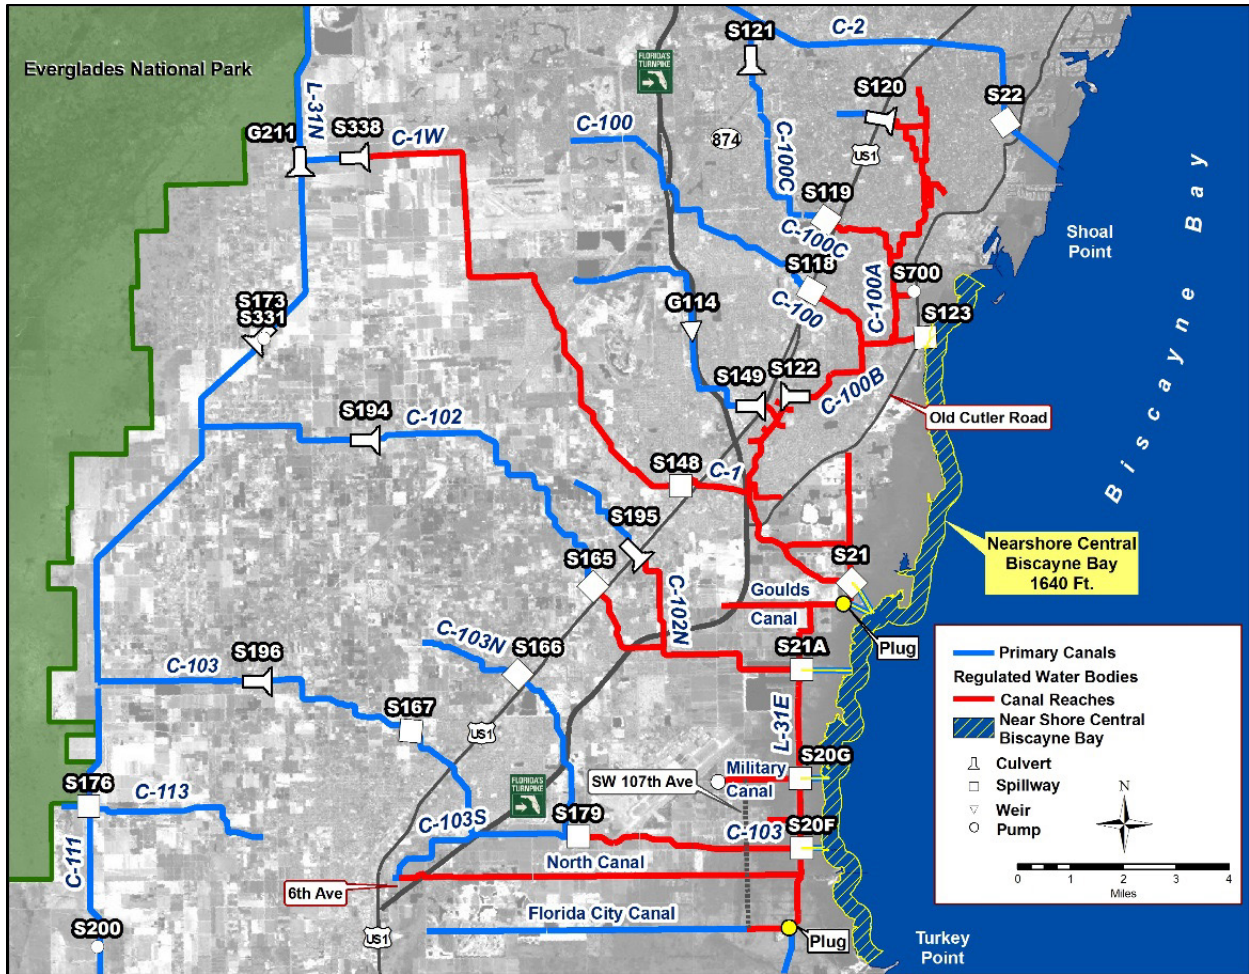 Everglades National Park
L-31N
S121
C-2
FLORIDA'S
TURNPIKE
S120
S22
G211
S338
C-1W
C-100
874
C-100C
US1
S119
C-100C
Shoal
Point
Biscayne Bay
S118
C-100
C-100A
S700
S173
S331
G114
S123
S149
S122
C-100B
S194
C-102
Old Cutler Road
S148
C-1
S195
S165
S21
Nearshore Central
Biscayne Bay
1640 Ft.
Goulds
Canal
C-102N
Plug
C-103N
S166
S21A
C-103
S196
S167
US1
L-31E
S20G
Military
Canal
SW 107th Ave
FLORIDA'S
TURNPIKE
S176
C-113
C-103S
S179
C-103
S20F
North Canal
C-111
6th Ave
Florida City Canal
S200
US1
Plug
Turkey
Point
Primary Canals
Regulated Water Bodies
Canal Reaches
Near Shore Central
Biscayne Bay
Culvert
Spillway
Weir
Pump
N
0 1 2 3 4
Miles